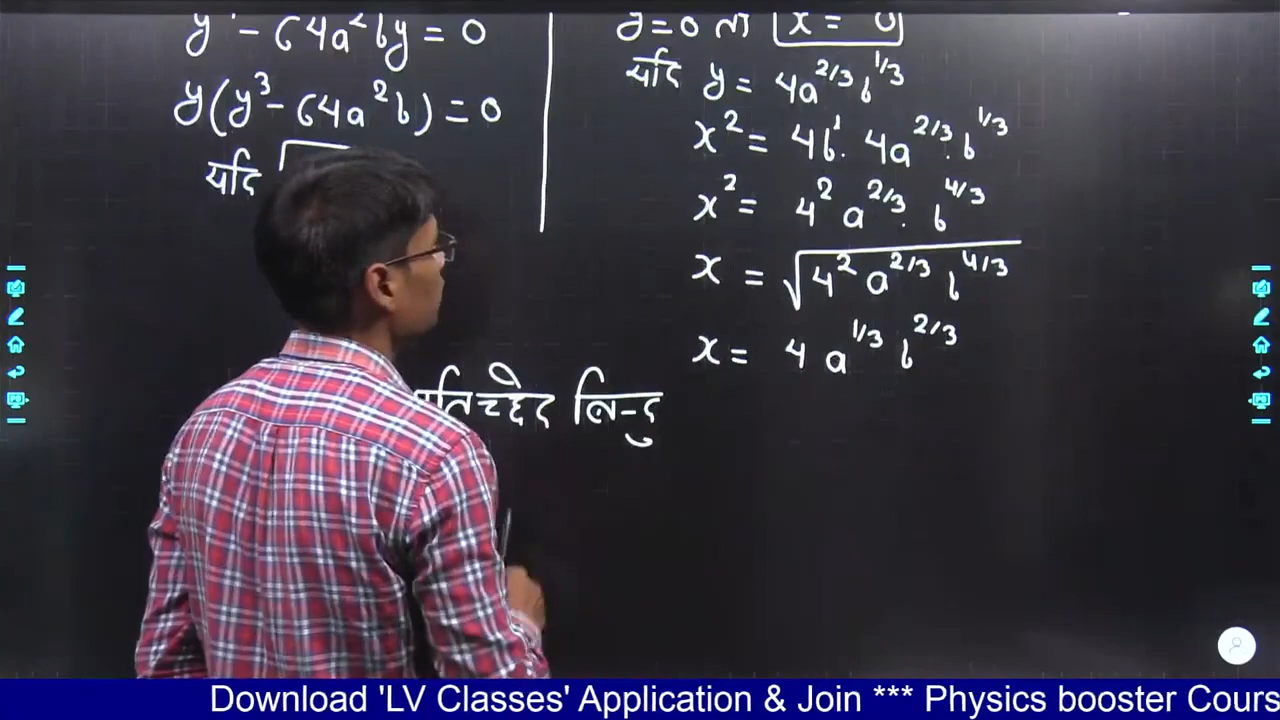 y⁴ - 64a²by = 0
y(y³ - 64a²b) = 0
यदि
y = 0 तो x = 0
यदि y = 4a^2/3 b^1/3
x² = 4b¹. 4a^2/3 . b^1/3
x² = 4² a^2/3 . b^4/3
x = √4² a^2/3 b^4/3
x = 4 a^1/3 b^2/3
बिन्दु
Download 'LV Classes' Application & Join *** Physics booster Cours